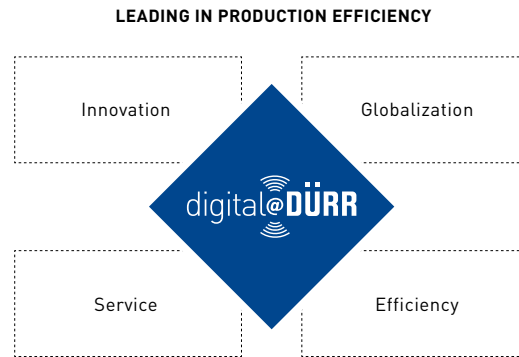 LEADING IN PRODUCTION EFFICIENCY
Innovation
Globalization
digital@DÜRR
Service
Efficiency